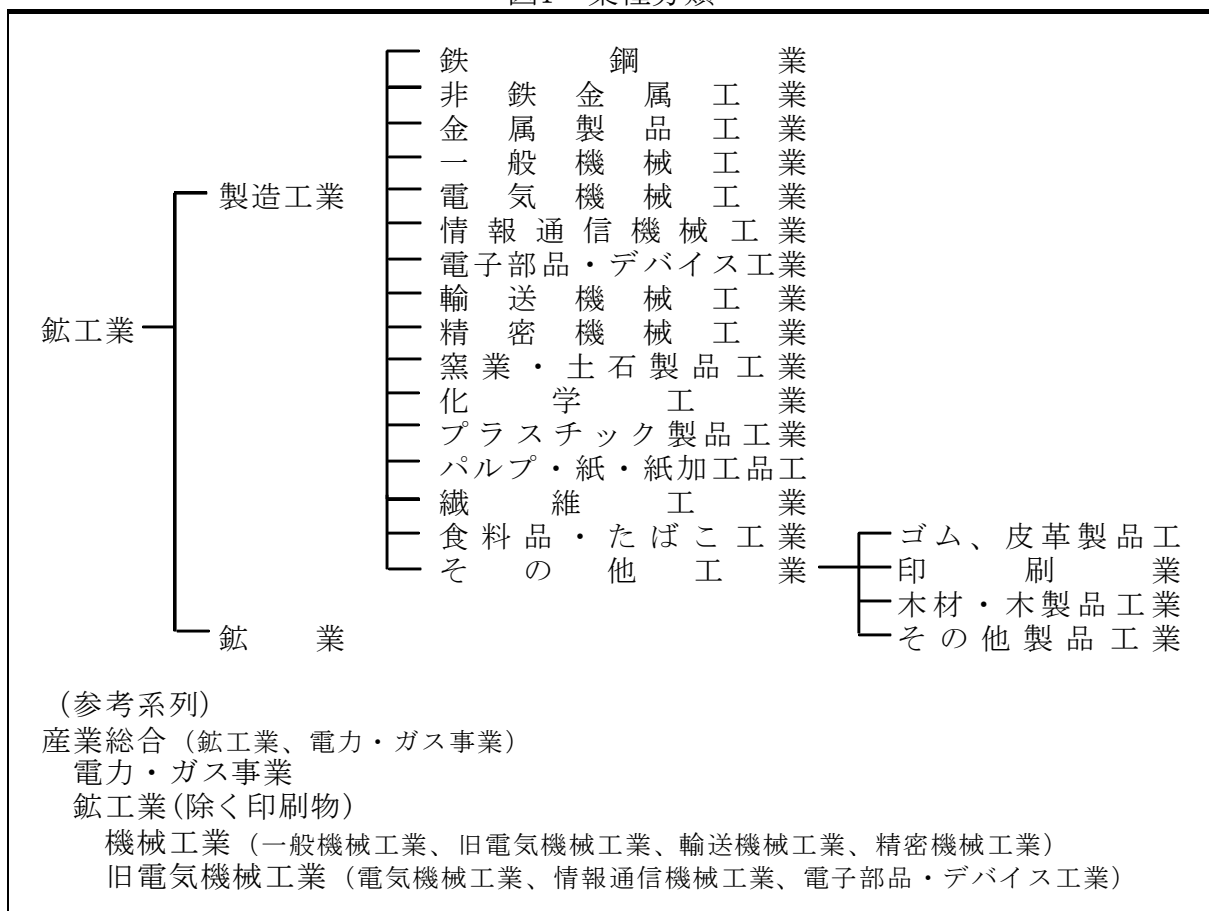 鉄鋼業
非鉄金属工業
金属製品工業
一般機械工業
製造工業 電気機械工業
情報通信機械工業
電子部品・デバイス工業
輸送機械工業
鉱工業 精密機械工業
窯業・土石製品工業
化学工業
プラスチック製品工業
パルプ・紙・紙加工品工
繊維工業
食料品・たばこ工業 ゴム、皮革製品工
その他工業 印刷業
木材・木製品工業
鉱業 その他製品工業
(参考系列)
産業総合(鉱工業、電力・ガス事業)
電力・ガス事業
鉱工業(除く印刷物)
機械工業(一般機械工業、旧電気機械工業、輸送機械工業、精密機械工業)
旧電気機械工業(電気機械工業、情報通信機械工業、電子部品・デバイス工業)